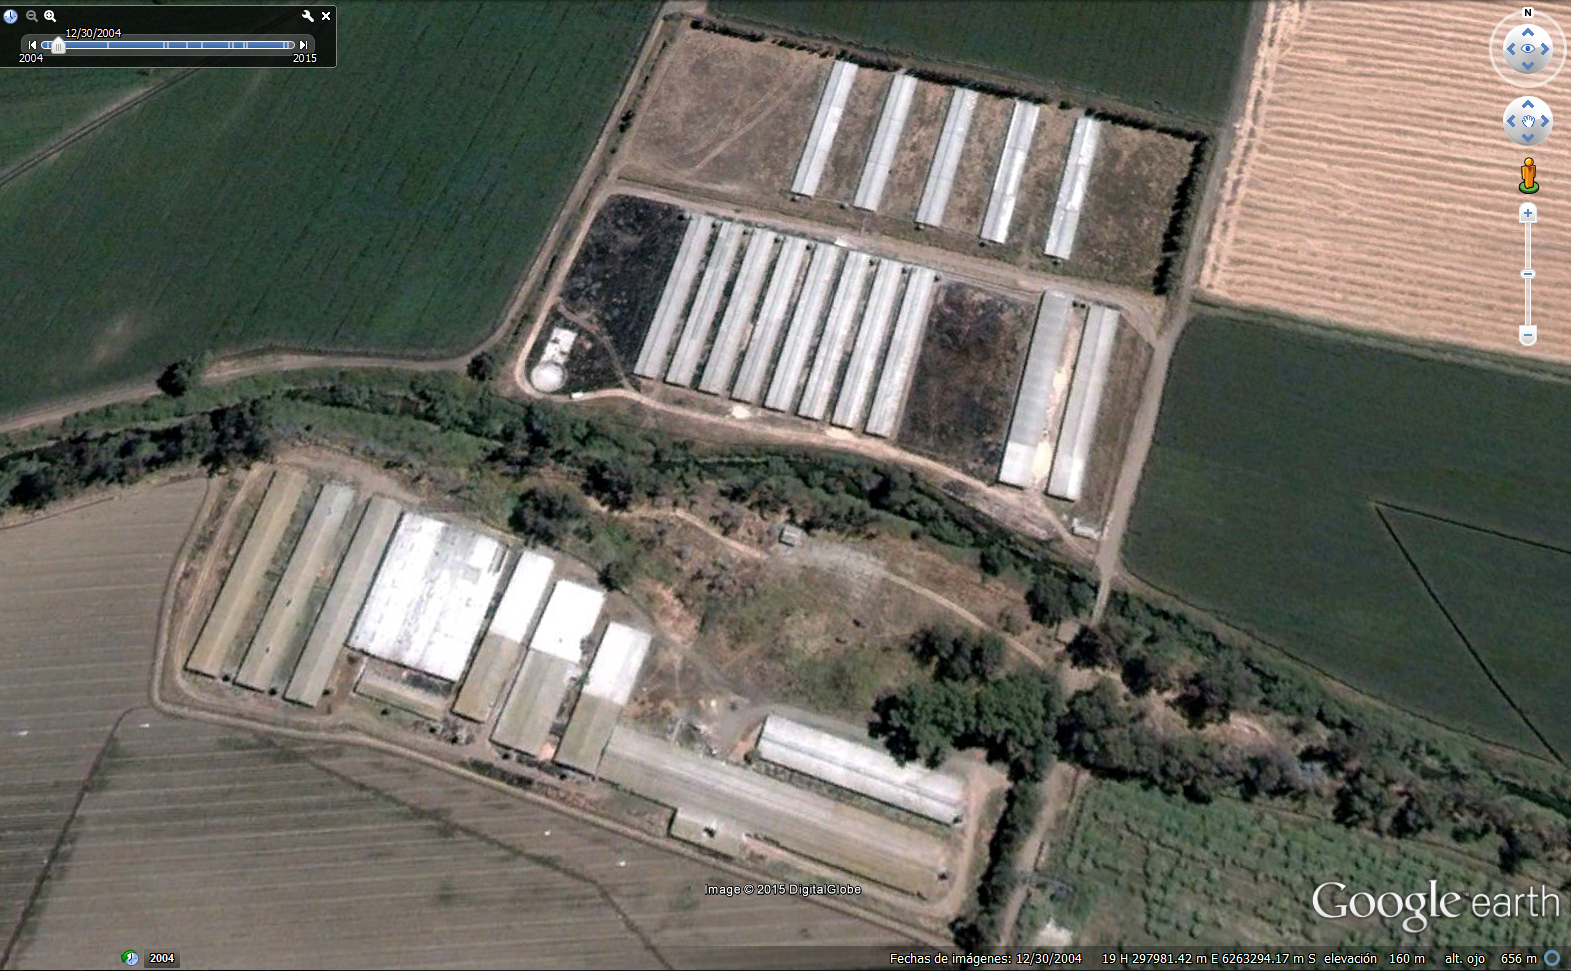 12/30/2004
2004
2015
N
Image © 2015 DigitalGlobe
Google earth
2004
Fechas de imágenes: 12/30/2004 19 H 297981.42 m E 6263294.17 m S elevación 160 m alt. ojo 656 m